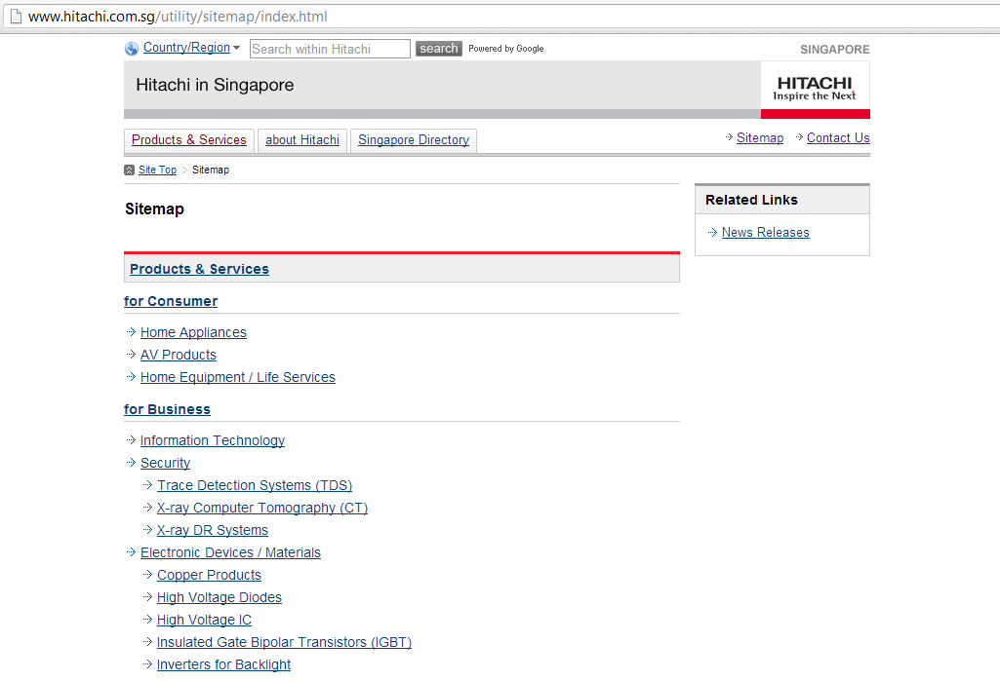 www.hitachi.com.sg/utility/sitemap/index.html
Country/Region Search within Hitachi search Powered by Google SINGAPORE
Hitachi in Singapore
HITACHI
Inspire the Next
Products & Services about Hitachi Singapore Directory Sitemap Contact Us
Site Top > Sitemap
Sitemap
Related Links
News Releases
Products & Services
for Consumer
Home Appliances
AV Products
Home Equipment / Life Services
for Business
Information Technology
Security
Trace Detection Systems (TDS)
X-ray Computer Tomography (CT)
X-ray DR Systems
Electronic Devices / Materials
Copper Products
High Voltage Diodes
High Voltage IC
Insulated Gate Bipolar Transistors (IGBT)
Inverters for Backlight